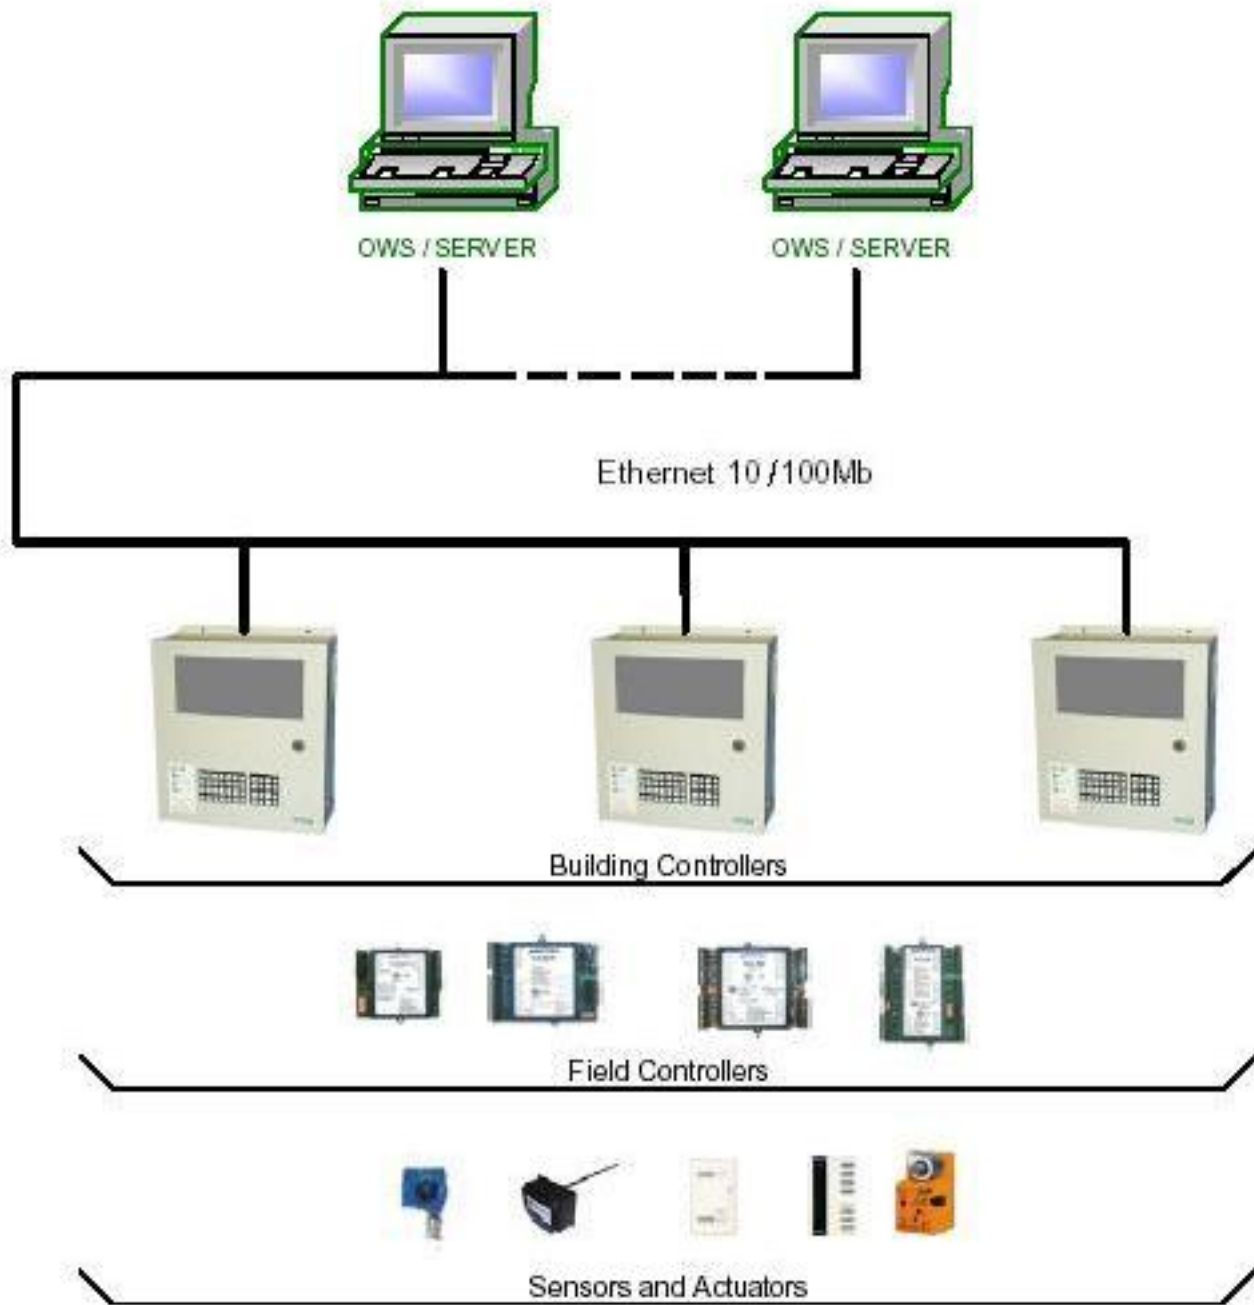 OWS / SERVER
OWS / SERVER
Ethernet 10/100Mb
Building Controllers
Field Controllers
Sensors and Actuators